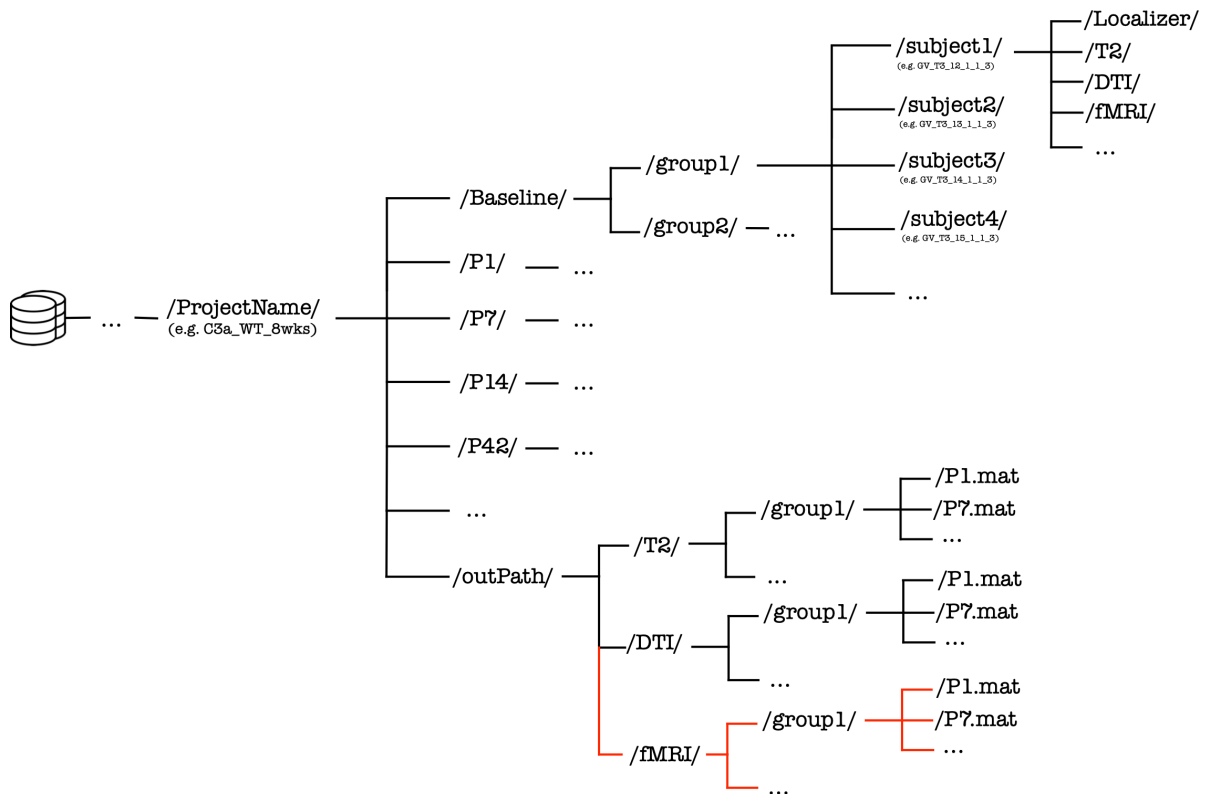 /Localizer/
/subject1/
(e.g. GV_T3_12_1_1_3)
/T2/
/DTI/
/subject2/
(e.g. GV_T3_13_1_1_3)
/fMRI/
...
/group1/
/subject3/
(e.g. GV_T3_14_1_1_3)
/Baseline/
/group2/
...
/subject4/
(e.g. GV_T3_15_1_1_3)
/P1/
...
...
...
/ProjectName/
(e.g. C3a_WT_8wks)
/P7/
...
/P14/
...
/P42/
...
...
/outPath/
/T2/
/group1/
/P1.mat
/P7.mat
...
...
/DTI/
/group1/
/P1.mat
/P7.mat
...
...
/fMRI/
/group1/
/P1.mat
/P7.mat
...
...